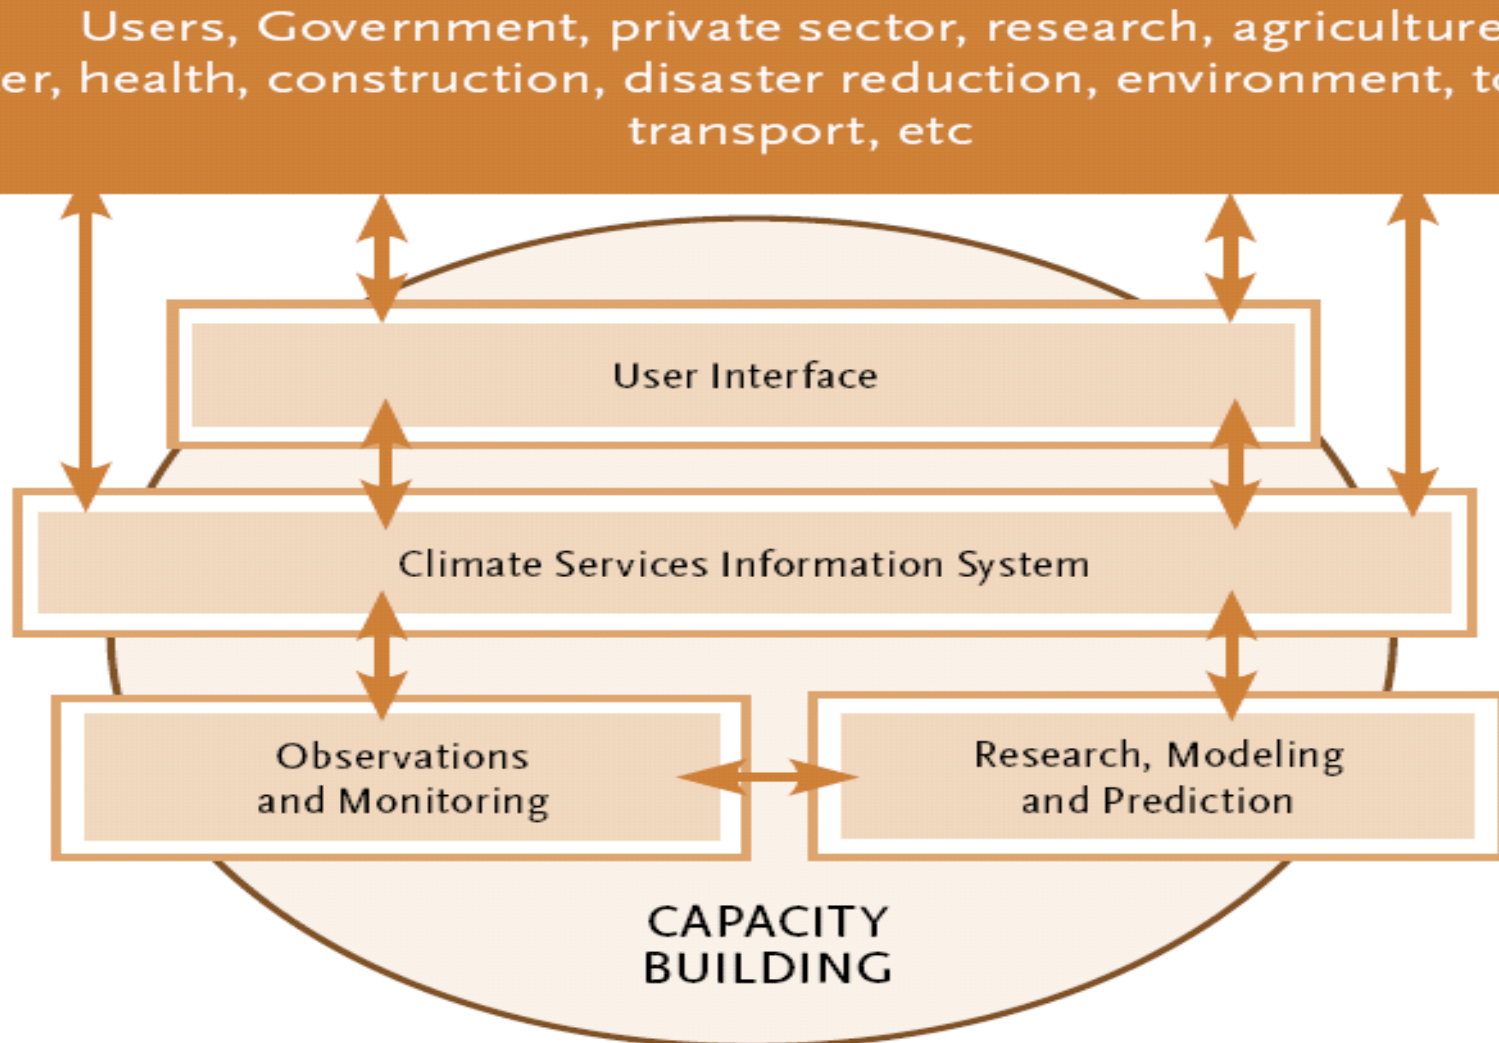 Users, Government, private sector, research, agriculture
er, health, construction, disaster reduction, environment,
transport, etc
User Interface
Climate Services Information System
Observations
and Monitoring
Research, Modeling
and Prediction
CAPACITY
BUILDING